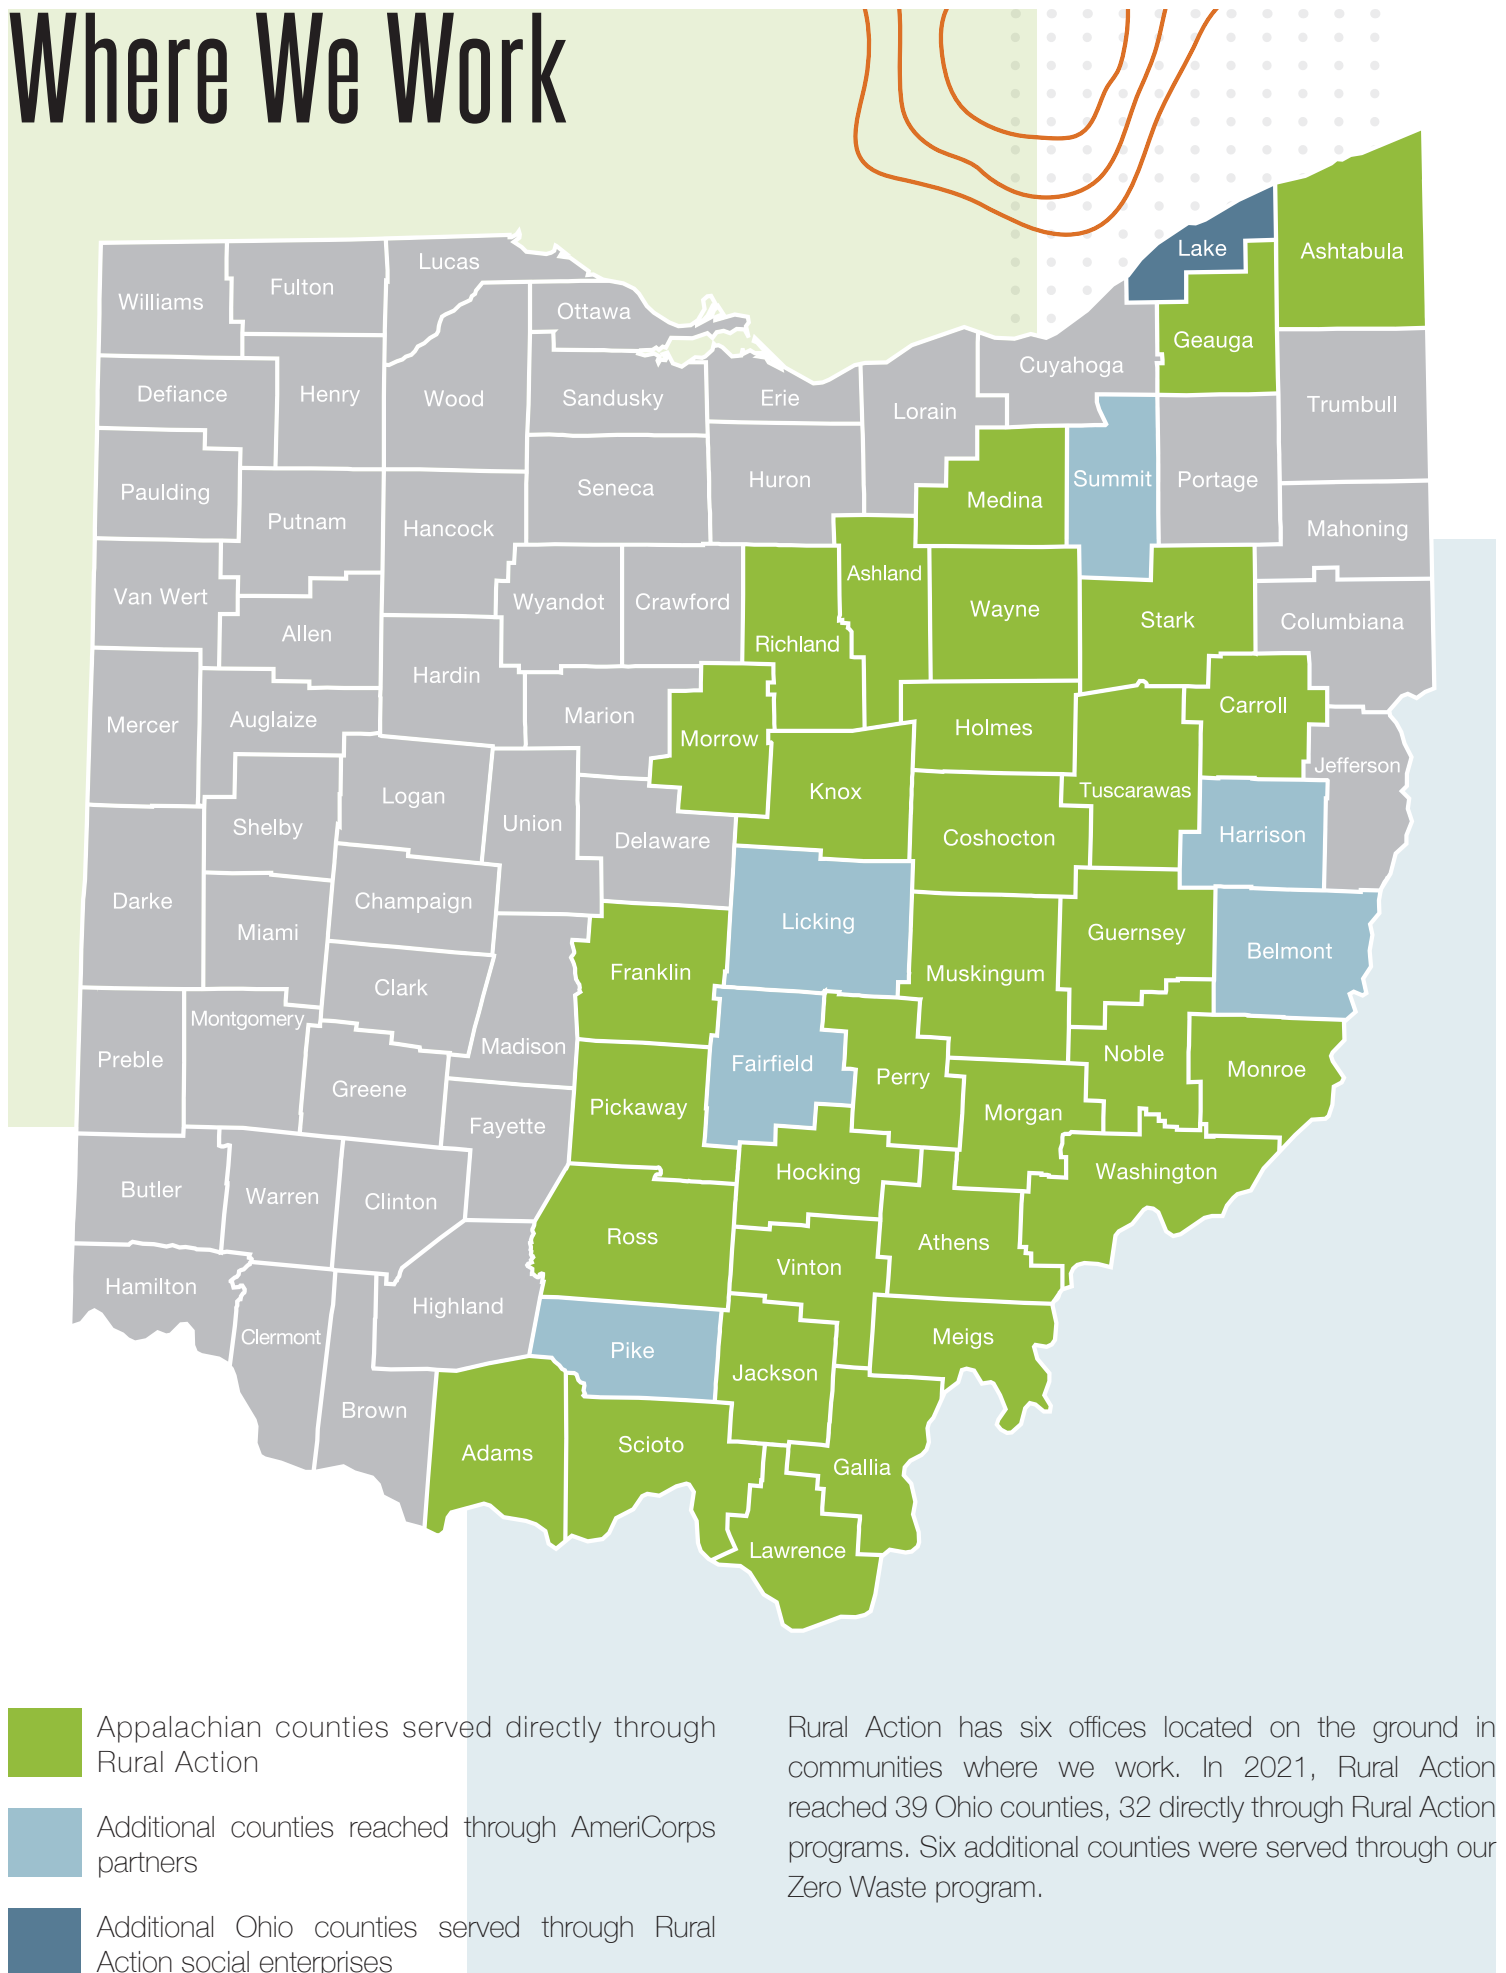 Where We Work
Lake
Ashtabula
Lucas
Fulton
Williams
Ottawa
Geauga
Cuyahoga
Defiance
Henry
Wood
Sandusky
Erie
Lorain
Trumbull
Paulding
Seneca
Huron
Medina
Summit
Portage
Putnam
Hancock
Mahoning
Van Wert
Wyandot
Crawford
Ashland
Wayne
Stark
Columbiana
Allen
Richland
Hardin
Mercer
Auglaize
Marion
Morrow
Holmes
Carroll
Jefferson
Logan
Knox
Tuscarawas
Shelby
Union
Delaware
Coshocton
Harrison
Darke
Champaign
Miami
Licking
Guernsey
Belmont
Franklin
Muskingum
Clark
Montgomery
Madison
Preble
Fairfield
Noble
Monroe
Greene
Perry
Pickaway
Morgan
Fayette
Hocking
Washington
Butler
Warren
Clinton
Ross
Athens
Vinton
Hamilton
Highland
Clermont
Pike
Meigs
Jackson
Brown
Adams
Scioto
Gallia
Lawrence
Appalachian counties served directly through
Rural Action
Additional counties reached through AmeriCorps
partners
Additional Ohio counties served through Rural
Action social enterprises
Rural Action has six offices located on the ground in
communities where we work. In 2021, Rural Action
reached 39 Ohio counties, 32 directly through Rural Action
programs. Six additional counties were served through our
Zero Waste program.